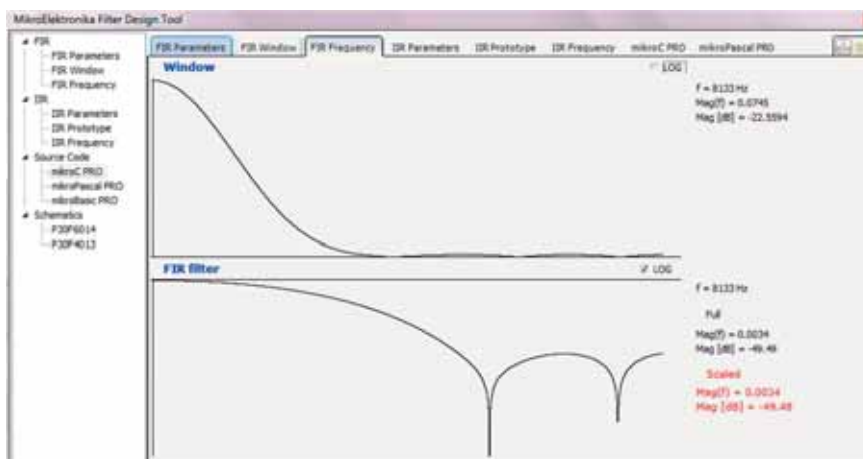 MikroElektronika Filter Design Tool
FIR
FIR Parameters
FIR Window
FIR Frequency
IIR
IIR Parameters
IIR Prototype
IIR Frequency
Source Code
mikroC PRO
mikroPascal PRO
mikroBasic PRO
Schematics
P30F6014
P30F4013
FIR Parameters FIR Window FIR Frequency IIR Parameters IIR Prototype IIR Frequency mikroC PRO mikroPascal PRO
Window LOG
f = 8133 Hz
Mag(f) = 0.0745
Mag [dB] = -22.5594
FIR filter LOG
f = 8133 Hz
Full
Mag(f) = 0.0034
Mag [dB] = -49.49
Scaled
Mag(f) = 0.0034
Mag [dB] = -49.48